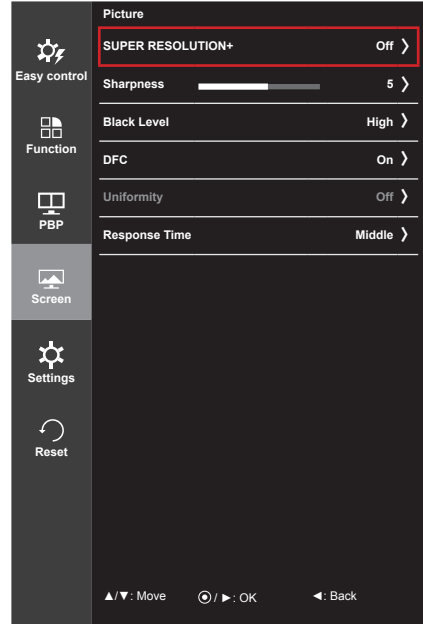 Picture
SUPER RESOLUTION+ Off
Easy control
Sharpness 5
Black Level High
Function
DFC On
Uniformity Off
PBP
Response Time Middle
Screen
Settings
Reset
▲/▼: Move ⦿ / ►: OK ◄: Back